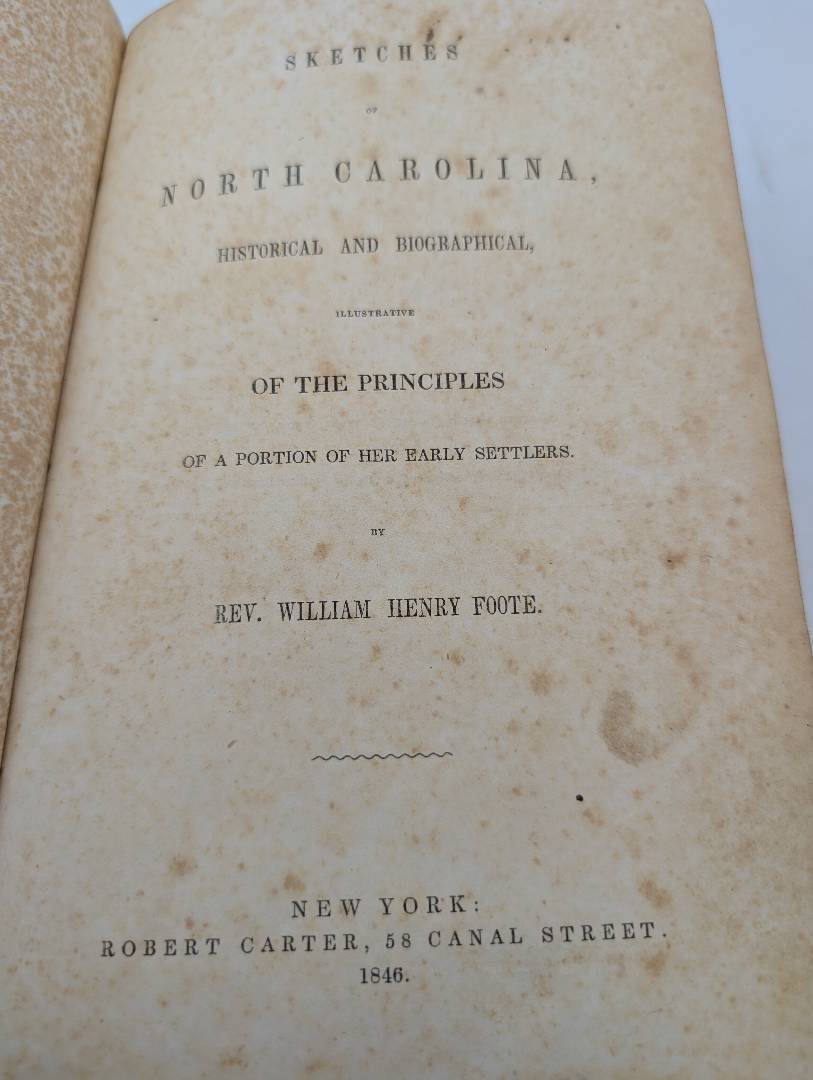 SKETCHES
OF
NORTH CAROLINA,
HISTORICAL AND BIOGRAPHICAL,
ILLUSTRATIVE
OF THE PRINCIPLES
OF A PORTION OF HER EARLY SETTLERS.
BY
REV. WILLIAM HENRY FOOTE.
NEW YORK:
ROBERT CARTER, 58 CANAL STREET.
1846.